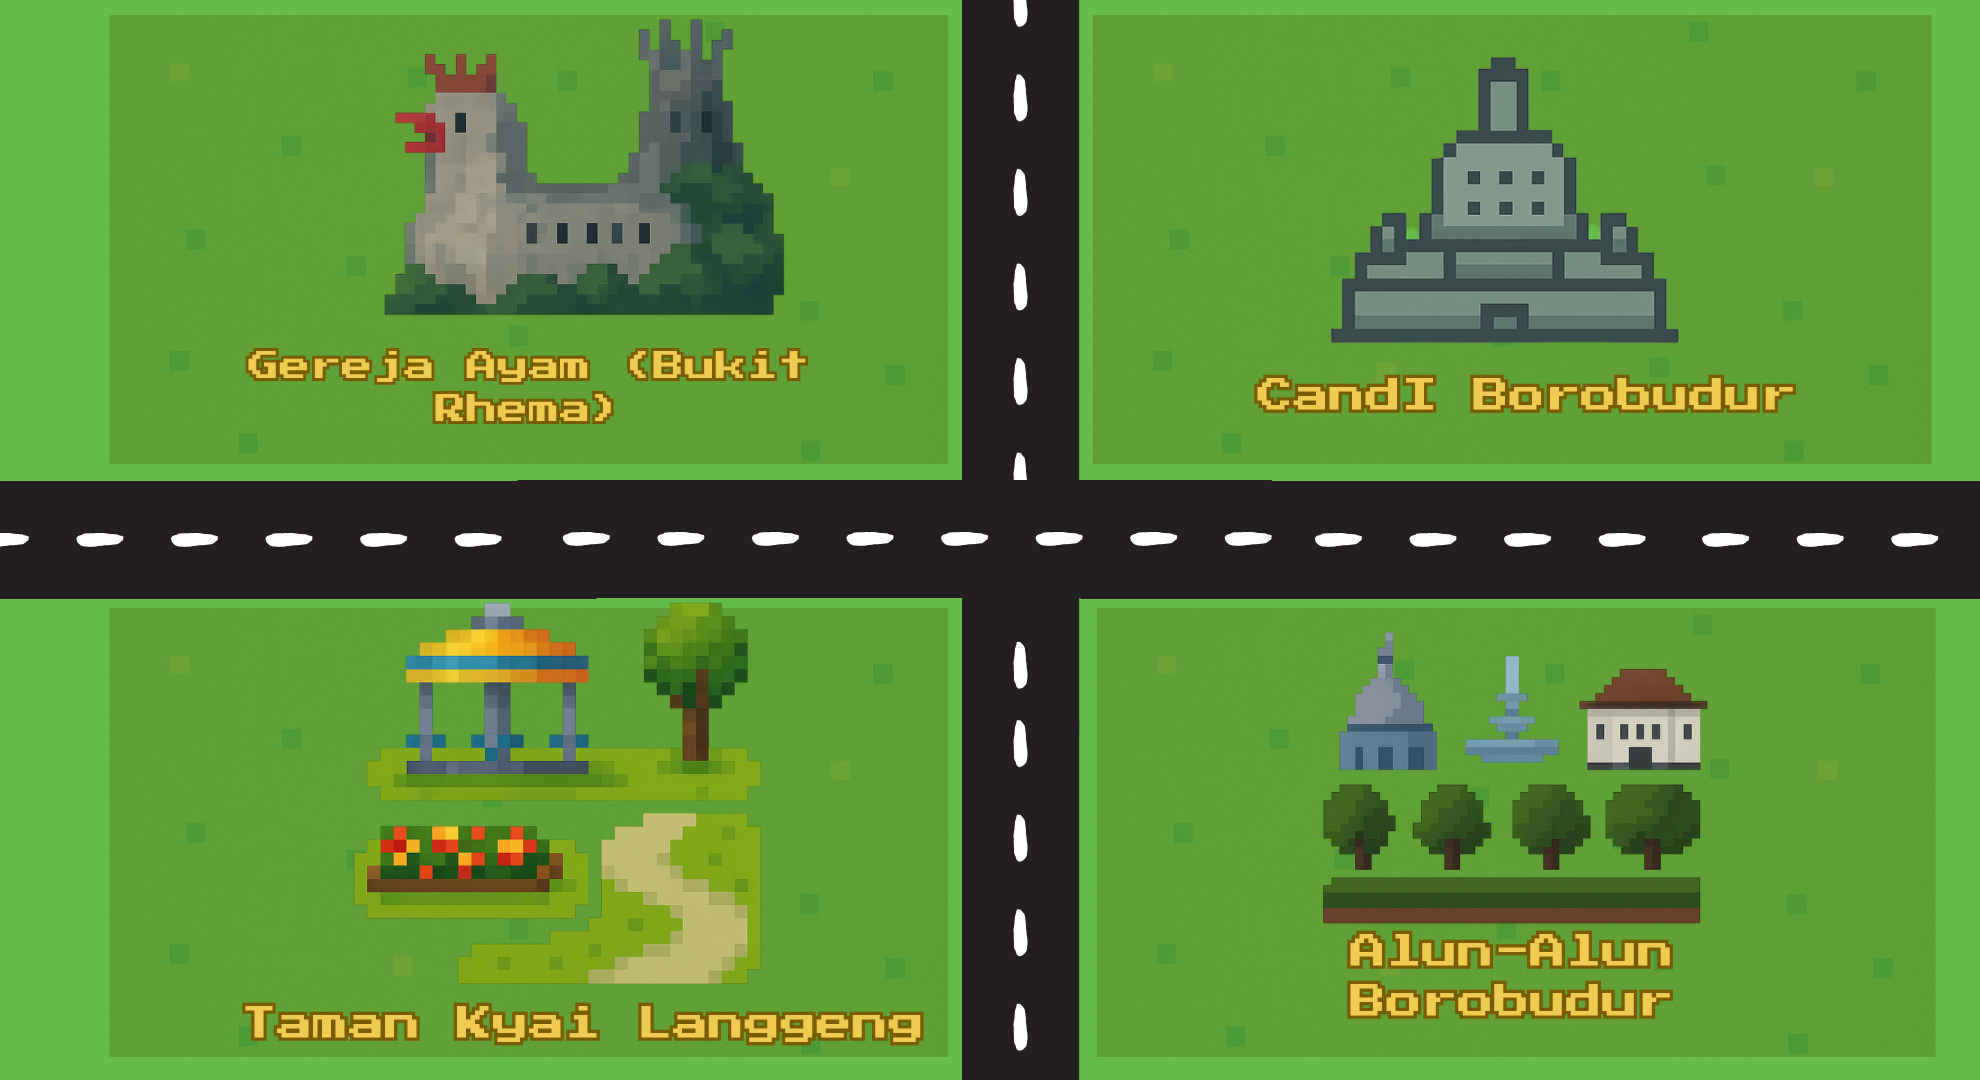 Gereja Ayam (Bukit
Rhema)
CandI Borobudur
Taman Kyai Langgeng
Alun-Alun
Borobudur